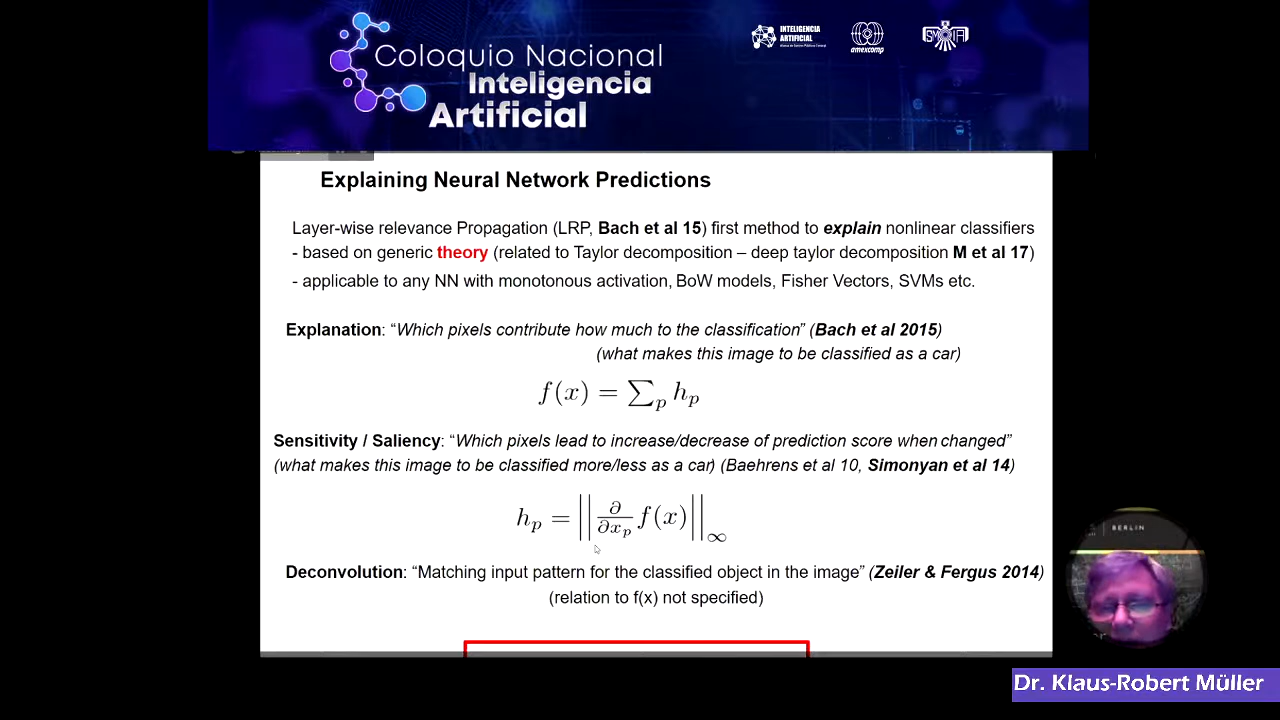 Coloquio Nacional
Inteligencia
Artificial
INTELIGENCIA
ARTIFICIAL
amexcomp
SMIA
Explaining Neural Network Predictions
Layer-wise relevance Propagation (LRP, Bach et al 15) first method to explain nonlinear classifiers
- based on generic theory (related to Taylor decomposition – deep taylor decomposition M et al 17)
- applicable to any NN with monotonous activation, BoW models, Fisher Vectors, SVMs etc.
Explanation: “Which pixels contribute how much to the classification” (Bach et al 2015)
(what makes this image to be classified as a car)
f(x) = ∑_p h_p
Sensitivity / Saliency: “Which pixels lead to increase/decrease of prediction score when changed”
(what makes this image to be classified more/less as a car) (Baehrens et al 10, Simonyan et al 14)
h_p = ||∂/∂x_p f(x)||_∞
Deconvolution: “Matching input pattern for the classified object in the image” (Zeiler & Fergus 2014)
(relation to f(x) not specified)
BERLIN
Dr. Klaus-Robert Müller